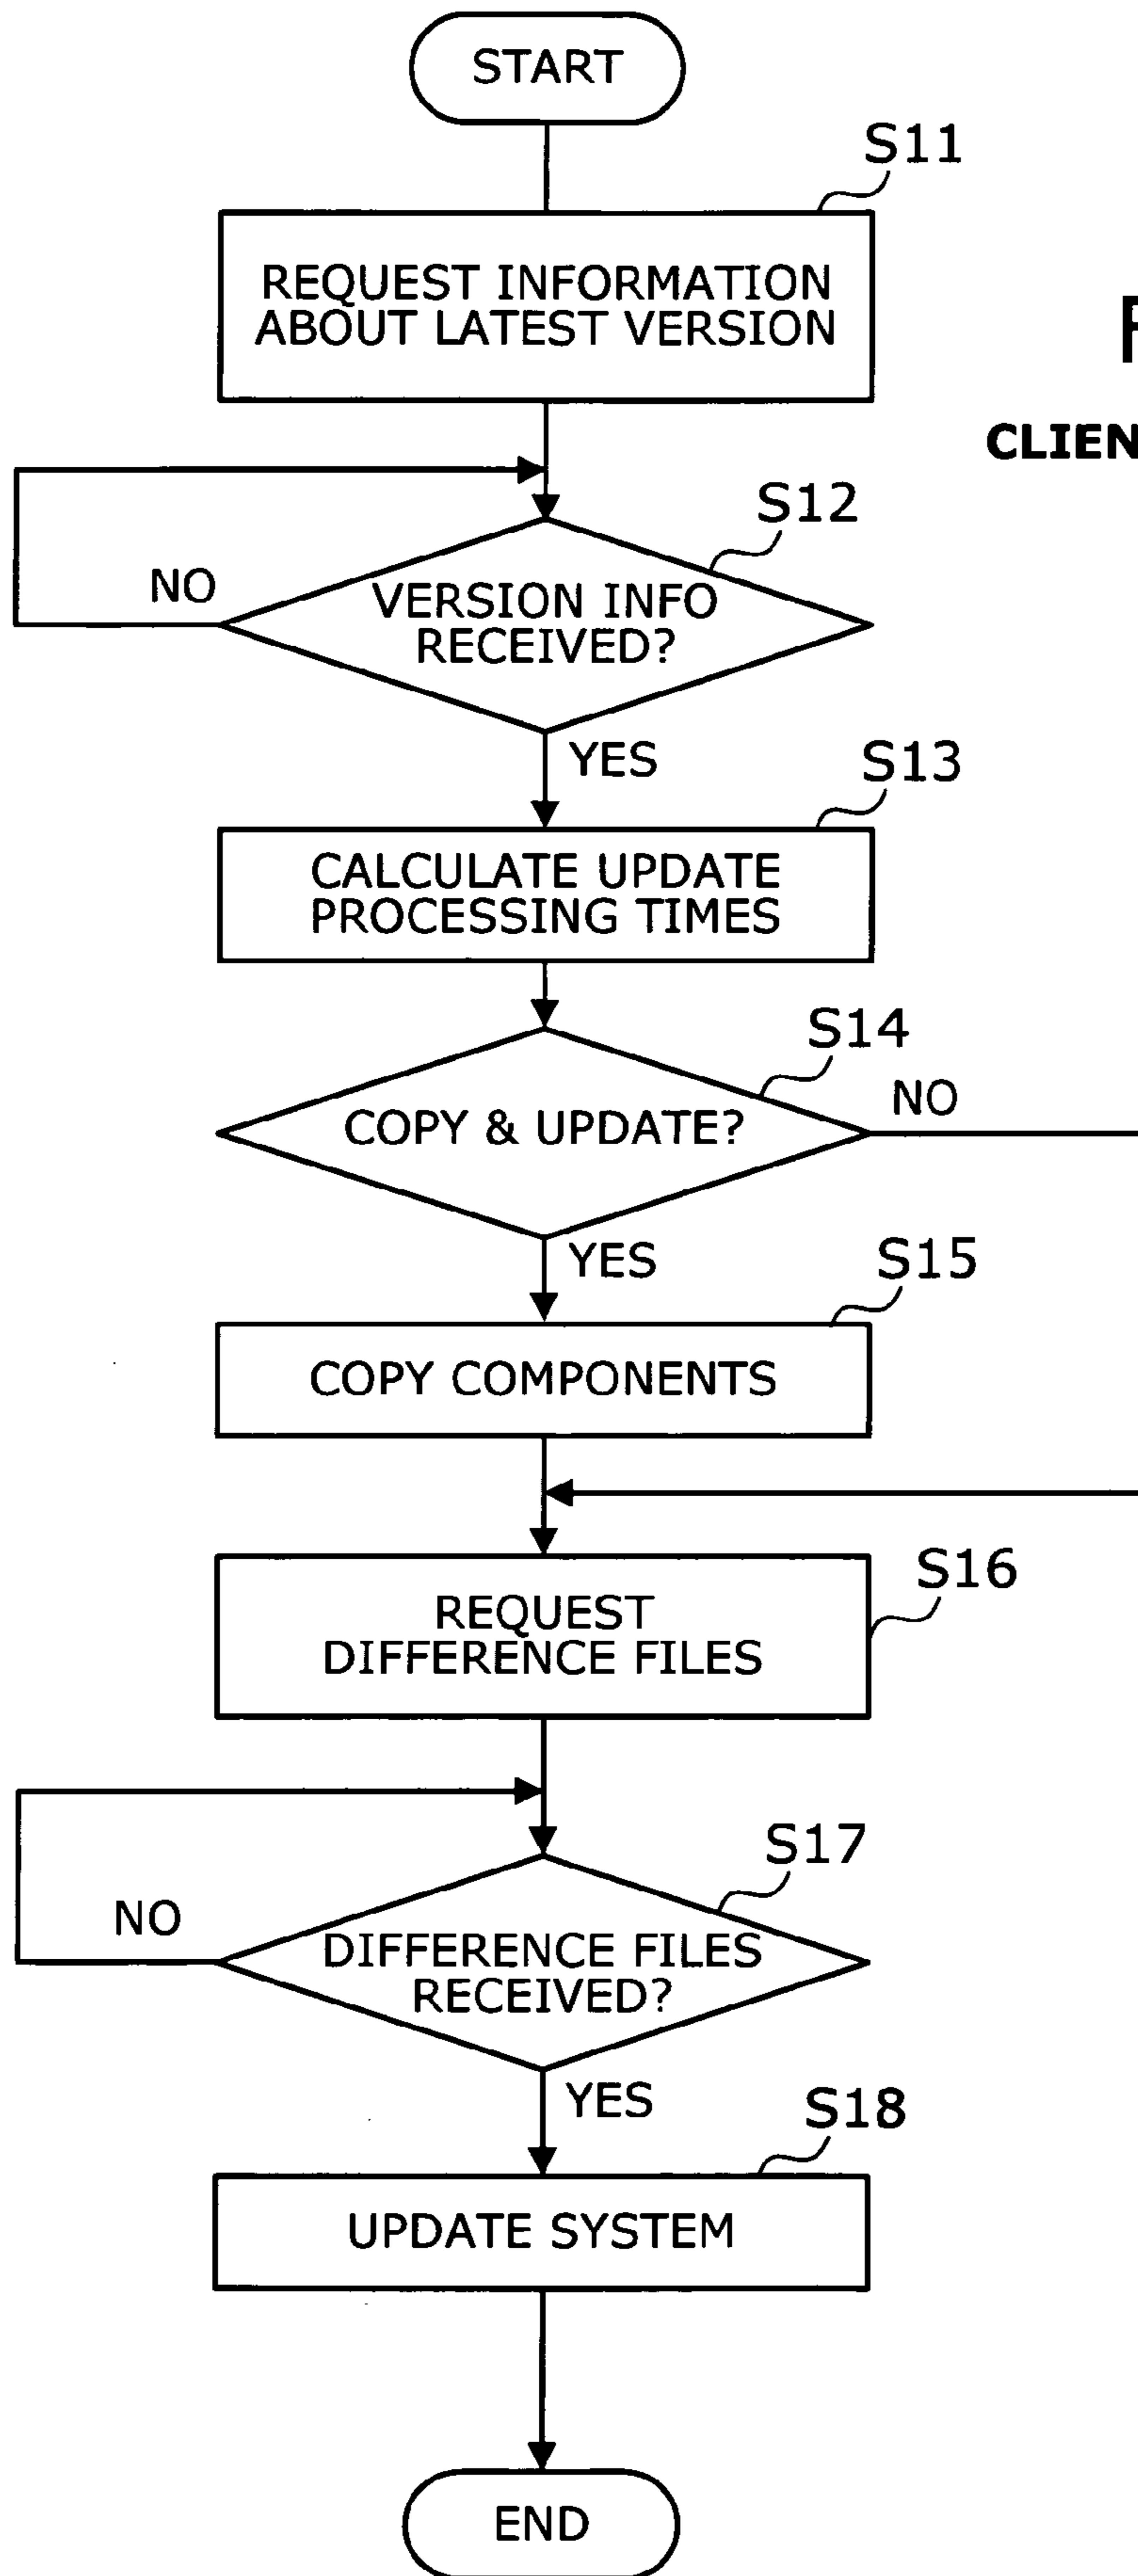 START
S11
REQUEST INFORMATION
ABOUT LATEST VERSION
CLIEN
S12
NO
VERSION INFO
RECEIVED?
YES
S13
CALCULATE UPDATE
PROCESSING TIMES
S14
NO
COPY & UPDATE?
YES
S15
COPY COMPONENTS
S16
REQUEST
DIFFERENCE FILES
S17
NO
DIFFERENCE FILES
RECEIVED?
YES
S18
UPDATE SYSTEM
END